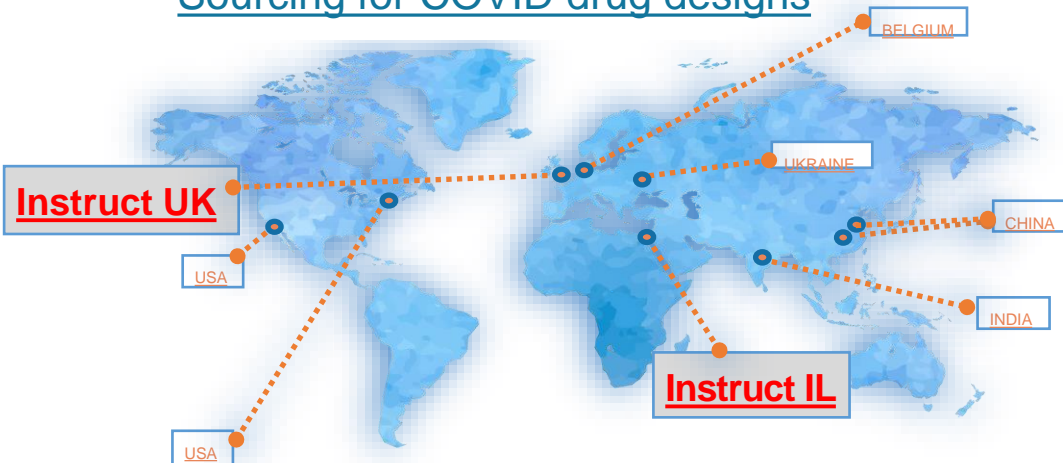 Sourcing for COVID drug designs
BELGIUM
UKRAINE
Instruct UK
CHINA
USA
INDIA
Instruct IL
USA